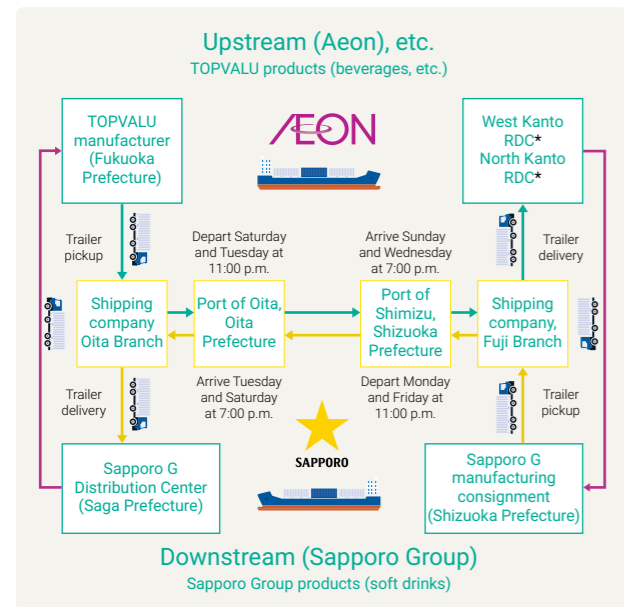 Upstream (Aeon), etc.
TOPVALU products (beverages, etc.)
TOPVALU
manufacturer
(Fukuoka
Prefecture)
ÆON
West Kanto
RDC*
North Kanto
RDC*
Trailer
pickup
Depart Saturday
and Tuesday at
11:00 p.m.
Arrive Sunday
and Wednesday
at 7:00 p.m.
Trailer
delivery
Shipping
company
Oita Branch
Port of Oita,
Oita
Prefecture
Port of
Shimizu,
Shizuoka
Prefecture
Shipping
company,
Fuji Branch
Trailer
delivery
Arrive Tuesday
and Saturday
at 7:00 p.m.
Depart Monday
and Friday at
11:00 p.m.
Trailer
pickup
SAPPORO
Sapporo G
Distribution Center
(Saga Prefecture)
Sapporo G
manufacturing
consignment
(Shizuoka Prefecture)
Downstream (Sapporo Group)
Sapporo Group products (soft drinks)